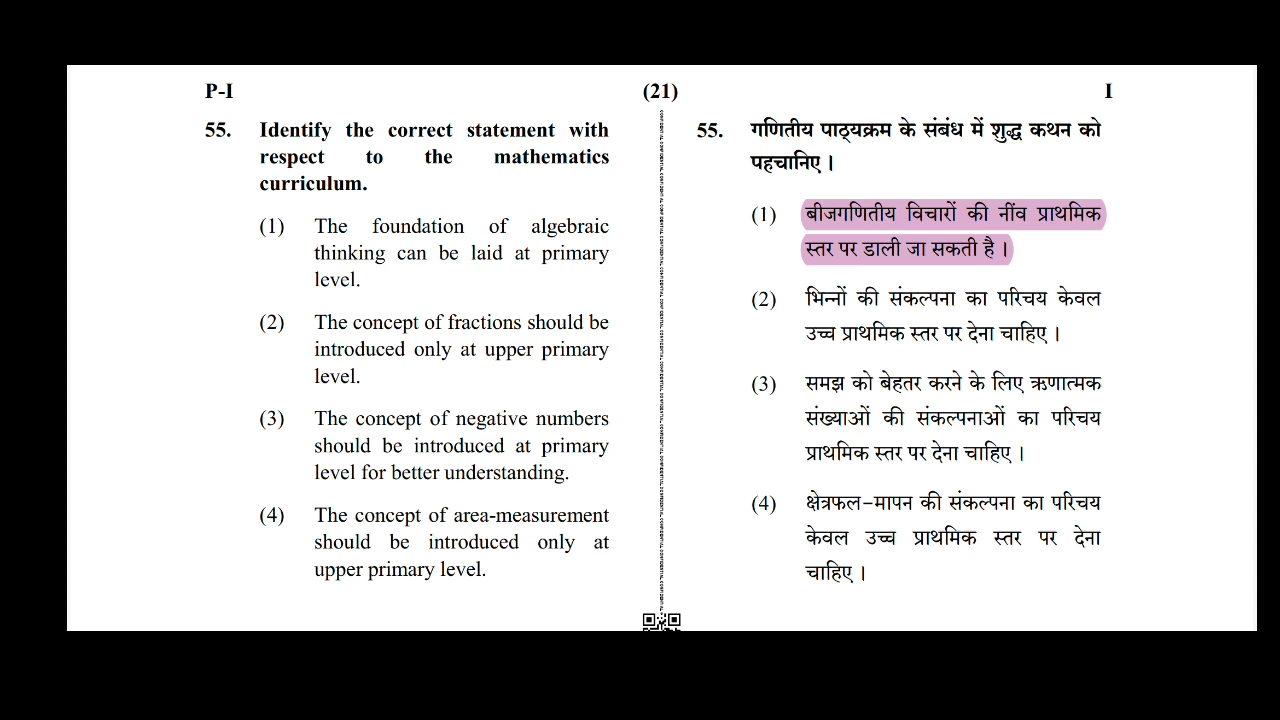 P-I
(21)
I
55. Identify the correct statement with
respect to the mathematics
curriculum.
(1) The foundation of algebraic
thinking can be laid at primary
level.
(2) The concept of fractions should be
introduced only at upper primary
level.
(3) The concept of negative numbers
should be introduced at primary
level for better understanding.
(4) The concept of area-measurement
should be introduced only at
upper primary level.
55. गणितीय पाठ्यक्रम के संबंध में शुद्ध कथन को
पहचानिए ।
(1) बीजगणितीय विचारों की नींव प्राथमिक
स्तर पर डाली जा सकती है ।
(2) भिन्नों की संकल्पना का परिचय केवल
उच्च प्राथमिक स्तर पर देना चाहिए ।
(3) समझ को बेहतर करने के लिए ऋणात्मक
संख्याओं की संकल्पनाओं का परिचय
प्राथमिक स्तर पर देना चाहिए ।
(4) क्षेत्रफल-मापन की संकल्पना का परिचय
केवल उच्च प्राथमिक स्तर पर देना
चाहिए ।